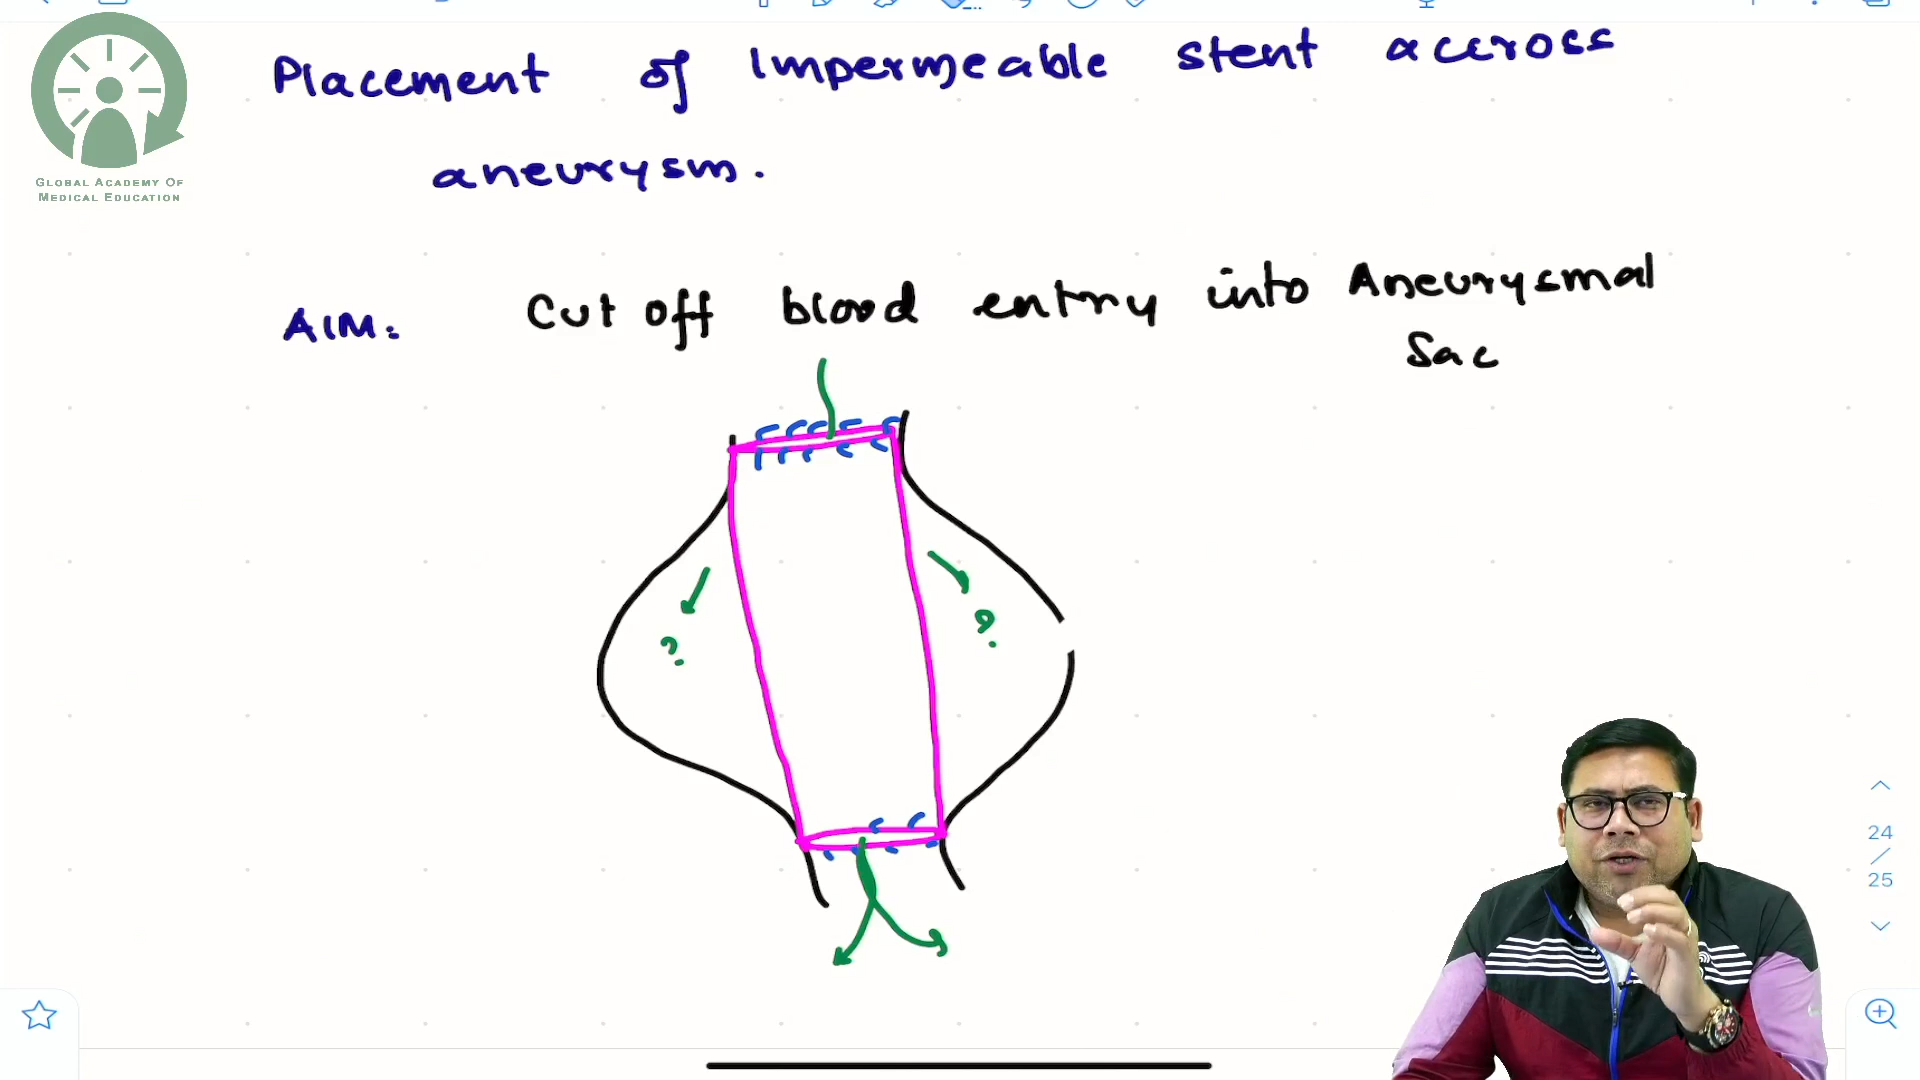 GLOBAL ACADEMY OF
MEDICAL EDUCATION
Placement of Impermeable stent accross
aneurysm.
AIM: Cut off blood entry into Aneurysmal
Sac
?
?
24
/
25